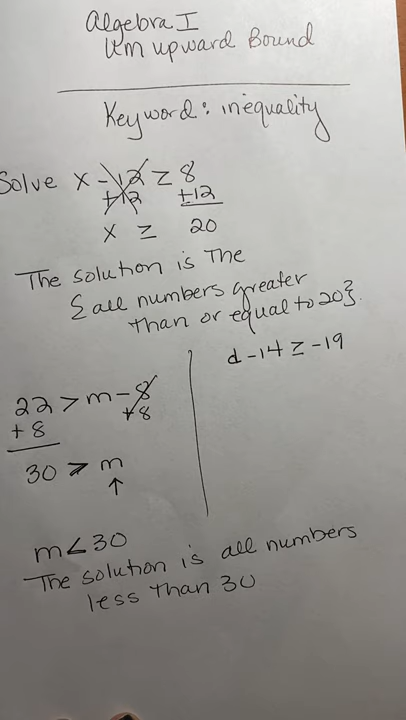 Algebra I
UM upward Bound
Keyword: inequality
Solve x - 12 ≥ 8
+12 +12
x ≥ 20
The solution is The
{all numbers greater
than or equal to 20}.
d - 14 ≥ -19
22 > m - 8
+ 8 +8
30 > m
↑
m < 30
The solution is all numbers
less than 30